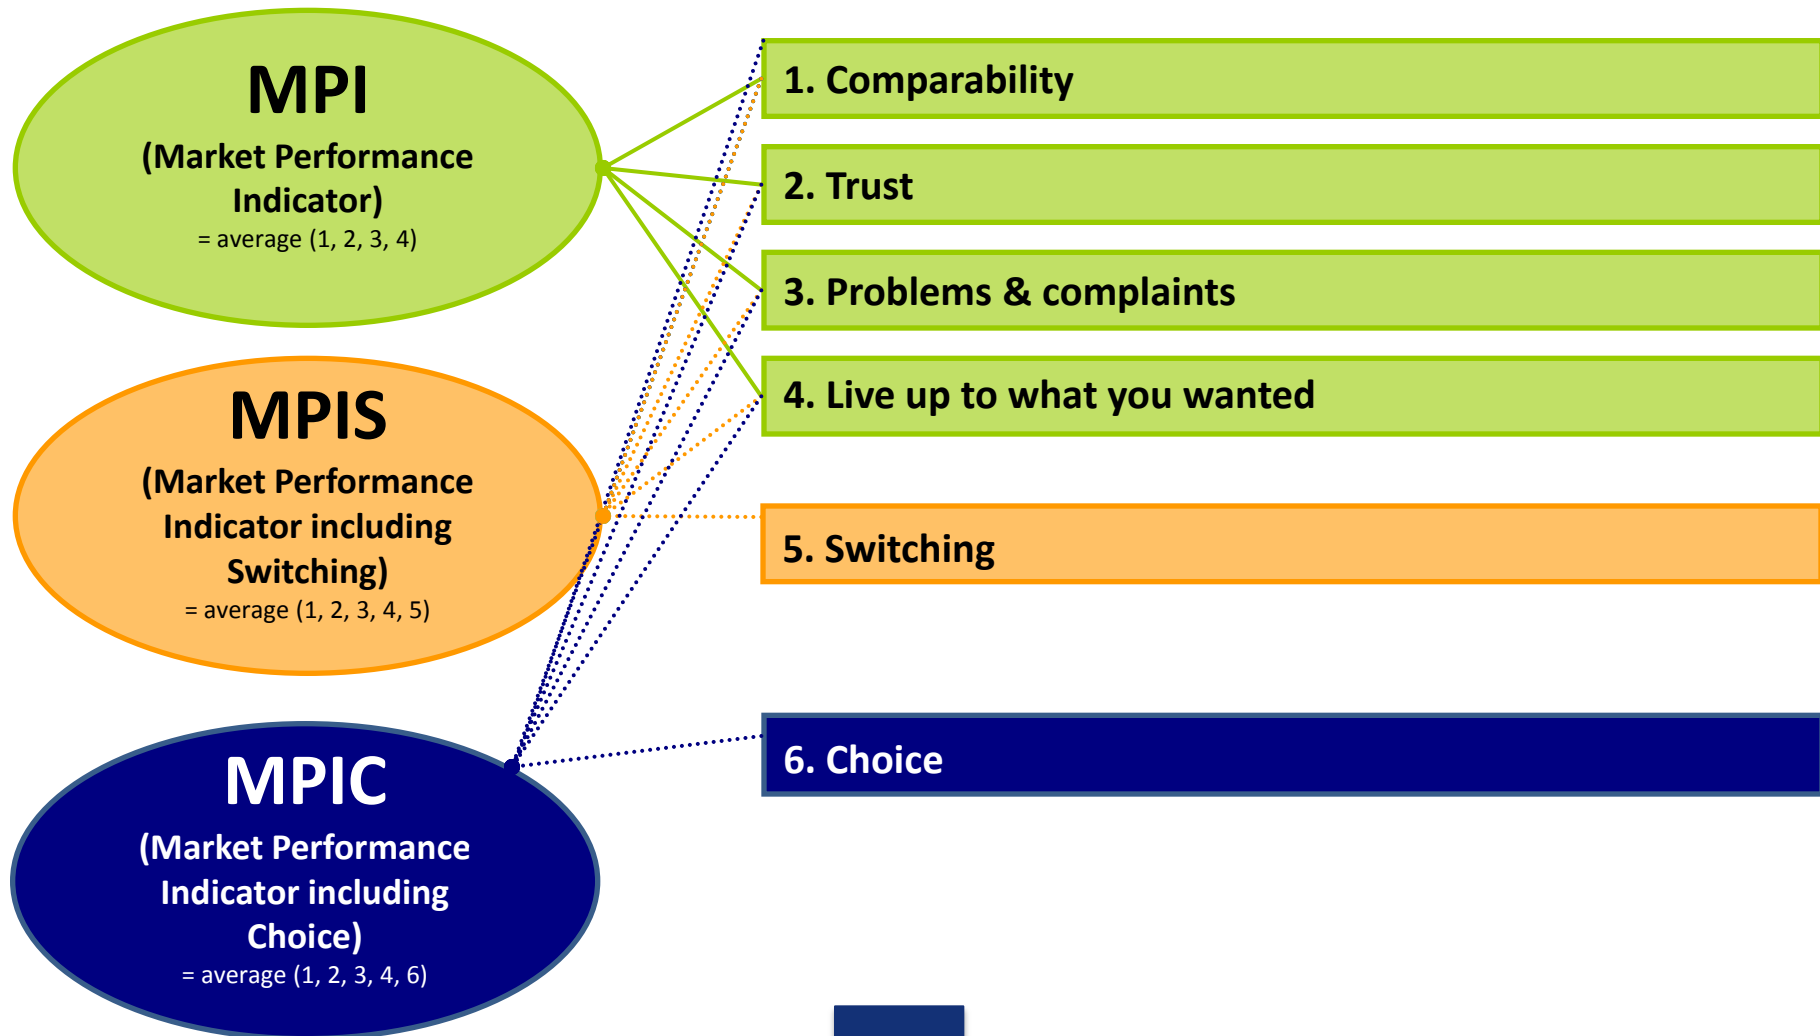 MPI
(Market Performance
Indicator)
= average (1, 2, 3, 4)
MPIS
(Market Performance
Indicator including
Switching)
= average (1, 2, 3, 4, 5)
MPIC
(Market Performance
Indicator including
Choice)
= average (1, 2, 3, 4, 6)
1. Comparability
2. Trust
3. Problems & complaints
4. Live up to what you wanted
5. Switching
6. Choice